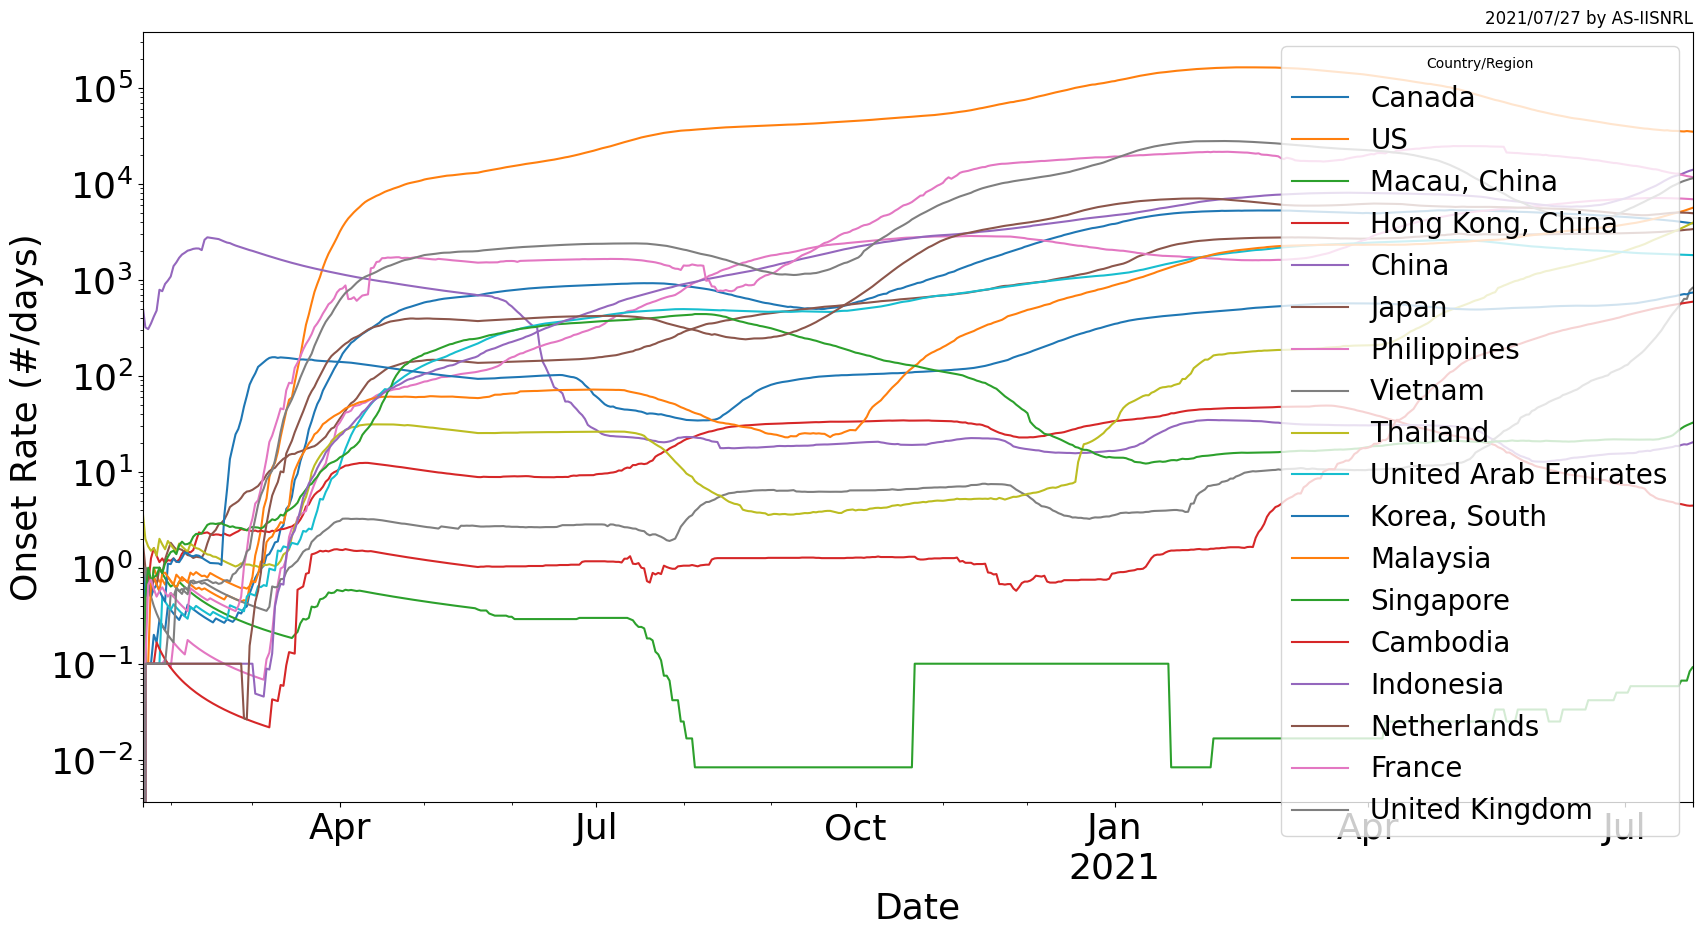 2021/07/27 by AS-IISNRL
Onset Rate (#/days)
10^5
10^4
10^3
10^2
10^1
10^0
10^−1
10^−2
Country/Region
Canada
US
Macau, China
Hong Kong, China
China
Japan
Philippines
Vietnam
Thailand
United Arab Emirates
Korea, South
Malaysia
Singapore
Cambodia
Indonesia
Netherlands
France
United Kingdom
Apr Jul Oct Jan Apr Jul
2021
Date